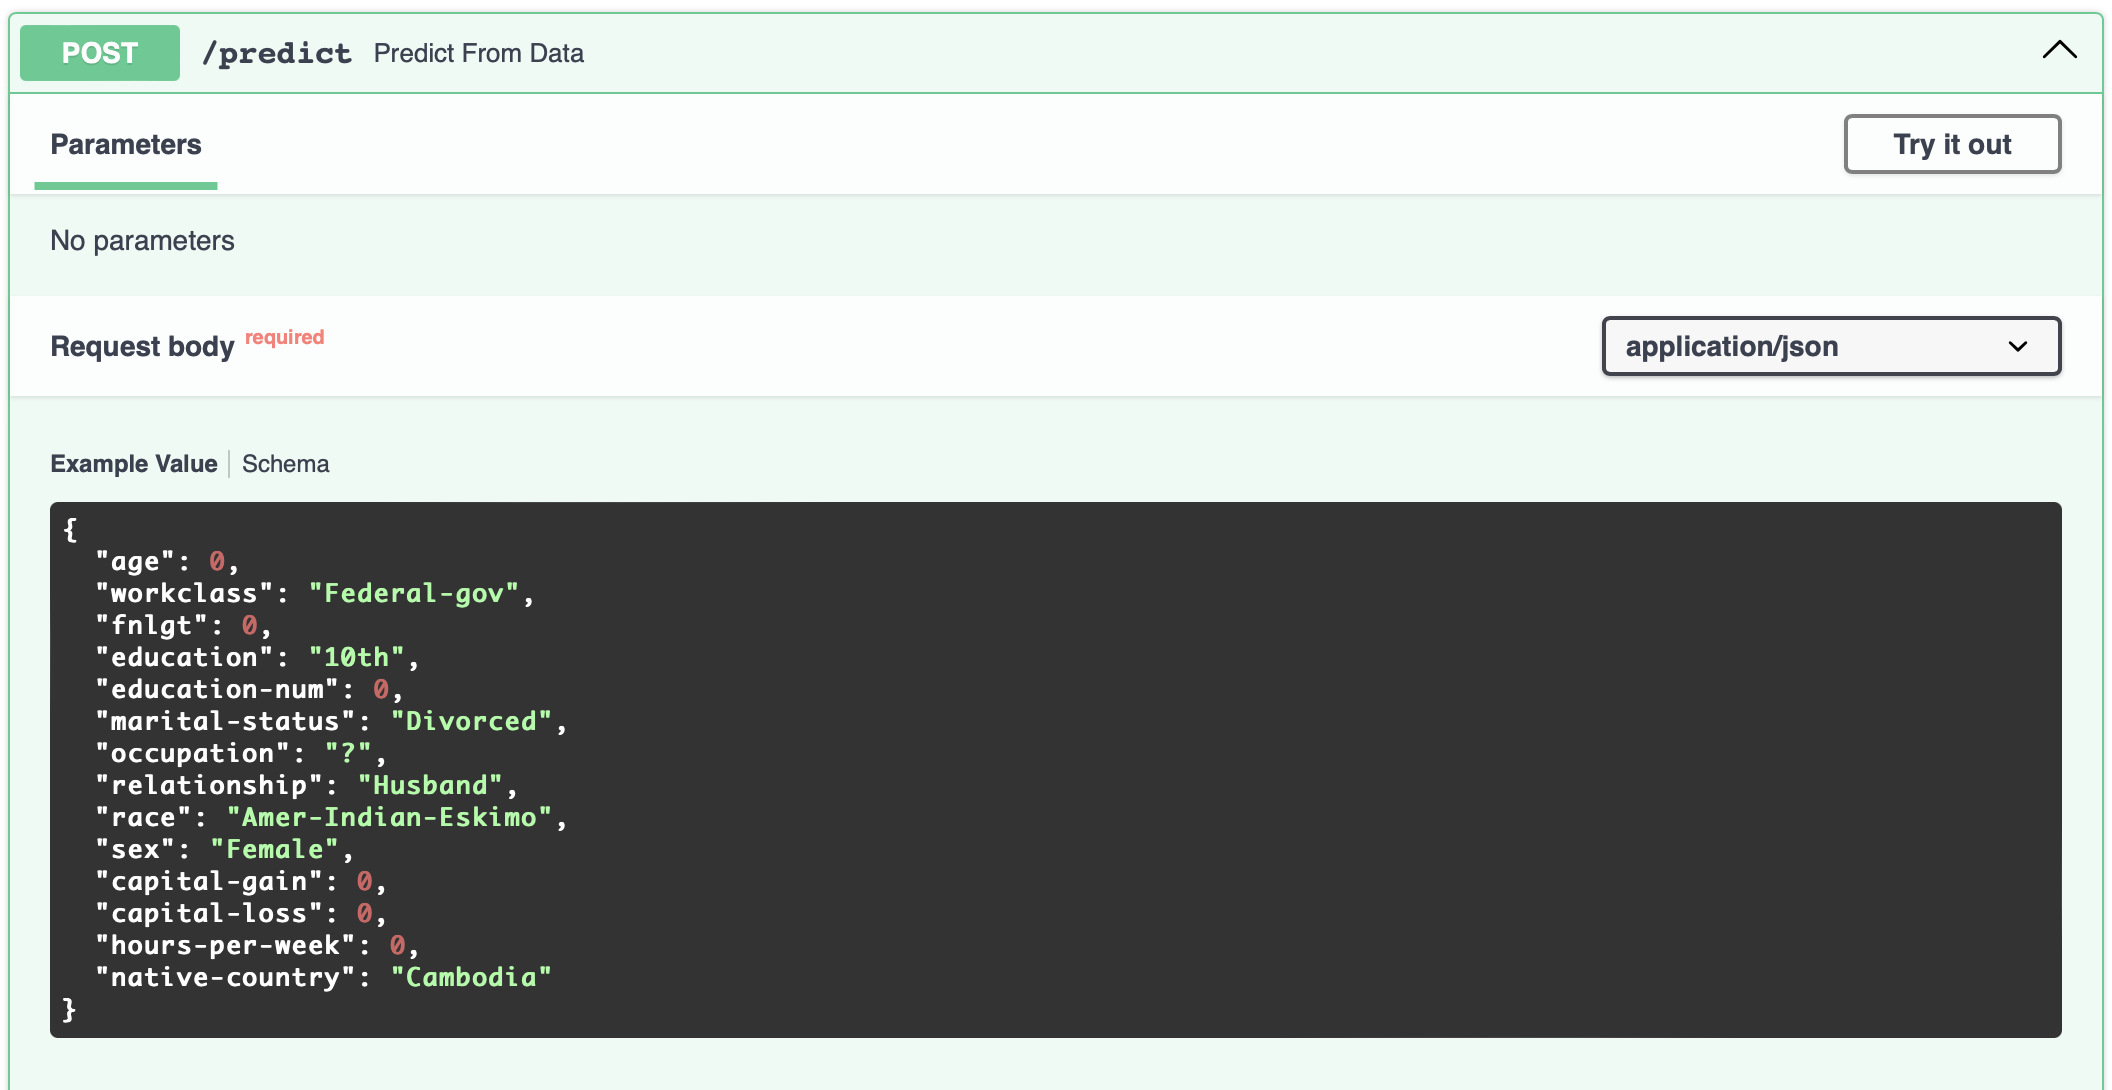 POST /predict Predict From Data
Parameters
Try it out
No parameters
Request body required
application/json
Example Value | Schema
{
  "age": 0,
  "workclass": "Federal-gov",
  "fnlgt": 0,
  "education": "10th",
  "education-num": 0,
  "marital-status": "Divorced",
  "occupation": "?",
  "relationship": "Husband",
  "race": "Amer-Indian-Eskimo",
  "sex": "Female",
  "capital-gain": 0,
  "capital-loss": 0,
  "hours-per-week": 0,
  "native-country": "Cambodia"
}